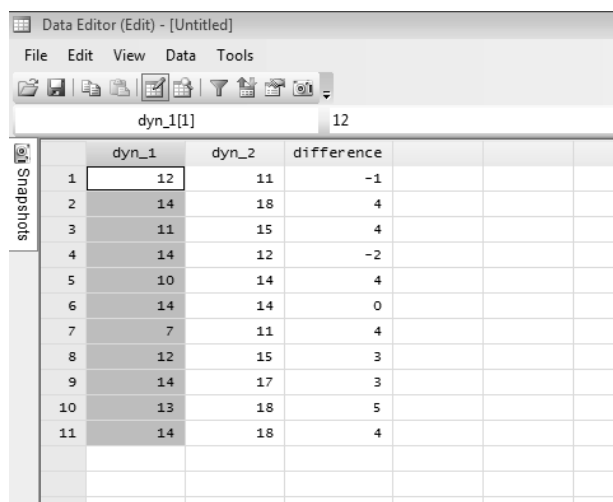 Data Editor (Edit) - [Untitled]
File Edit View Data Tools
dyn_1[1] 12
Snapshots
dyn_1 dyn_2 difference
1 12 11 -1
2 14 18 4
3 11 15 4
4 14 12 -2
5 10 14 4
6 14 14 0
7 7 11 4
8 12 15 3
9 14 17 3
10 13 18 5
11 14 18 4